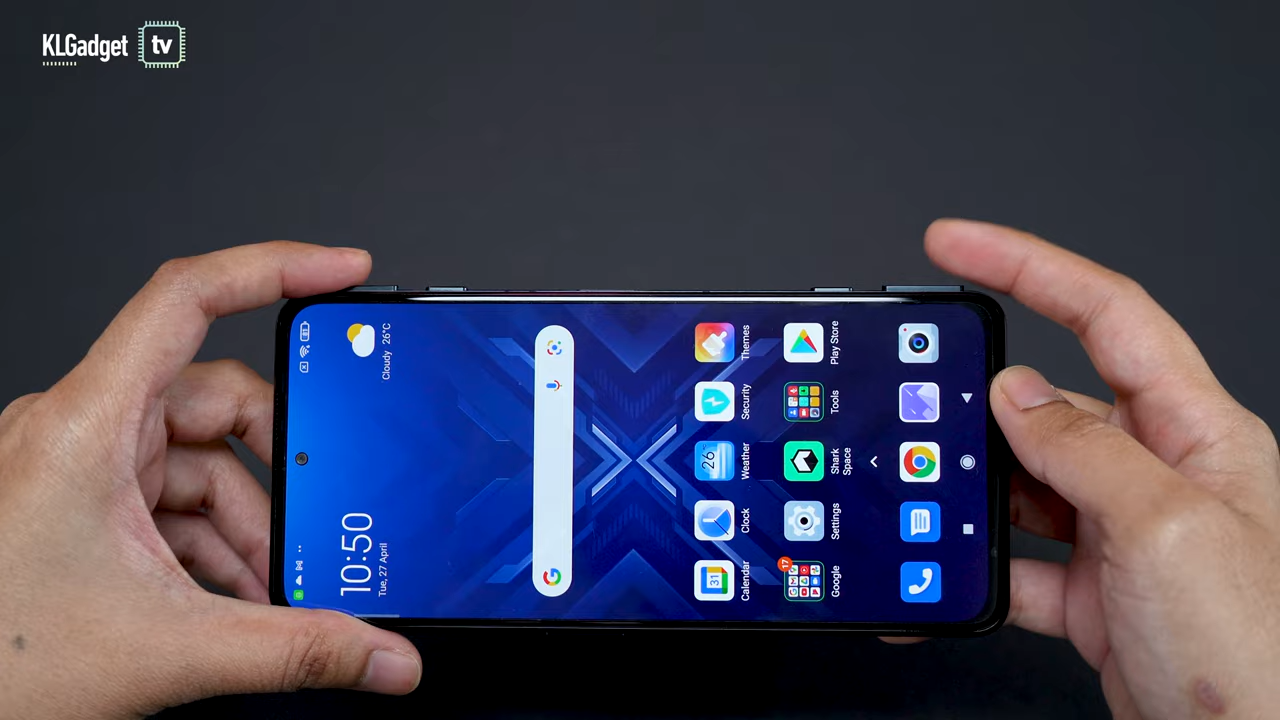 KLGadget tv
10:50
Tue, 27 April
Cloudy 26°C
Calendar
Clock
Weather
Security
Themes
Google
Settings
Shark
Space
Tools
Play Store
31
26°
17